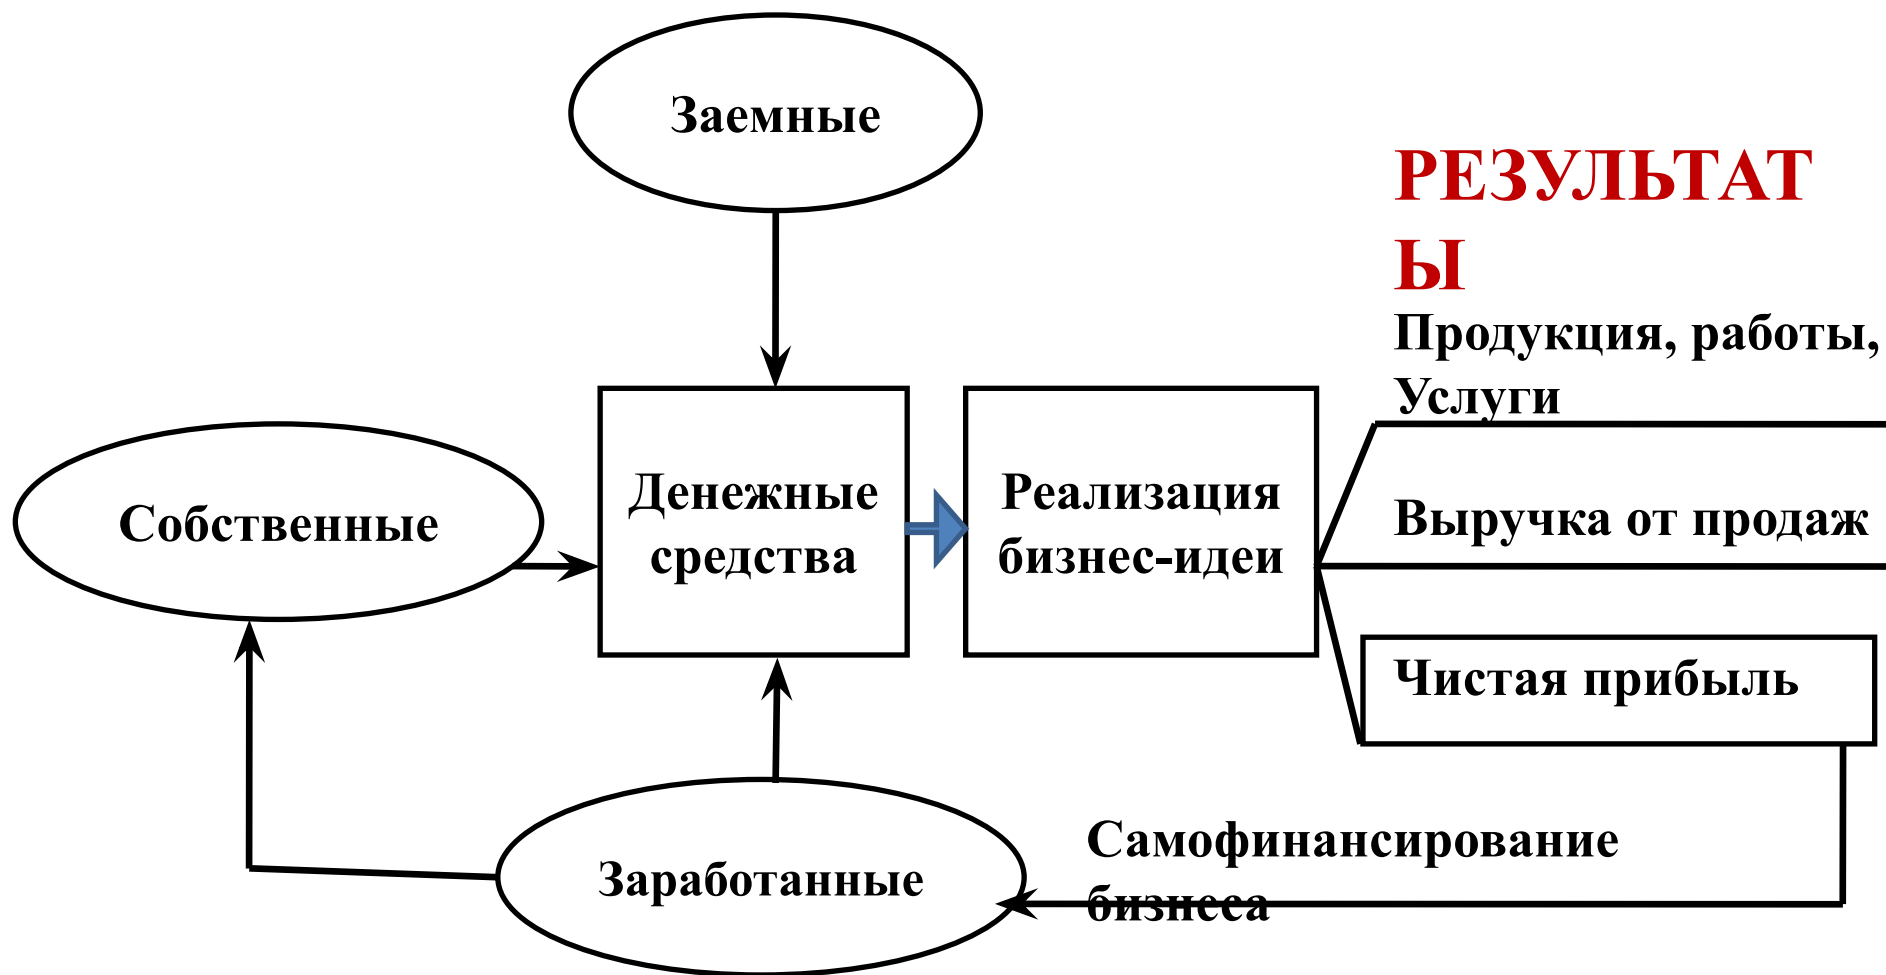 Заемные
РЕЗУЛЬТАТ
Ы
Продукция, работы,
Услуги
Собственные
Денежные
средства
Реализация
бизнес-идеи
Выручка от продаж
Чистая прибыль
Самофинансирование
бизнеса
Заработанные